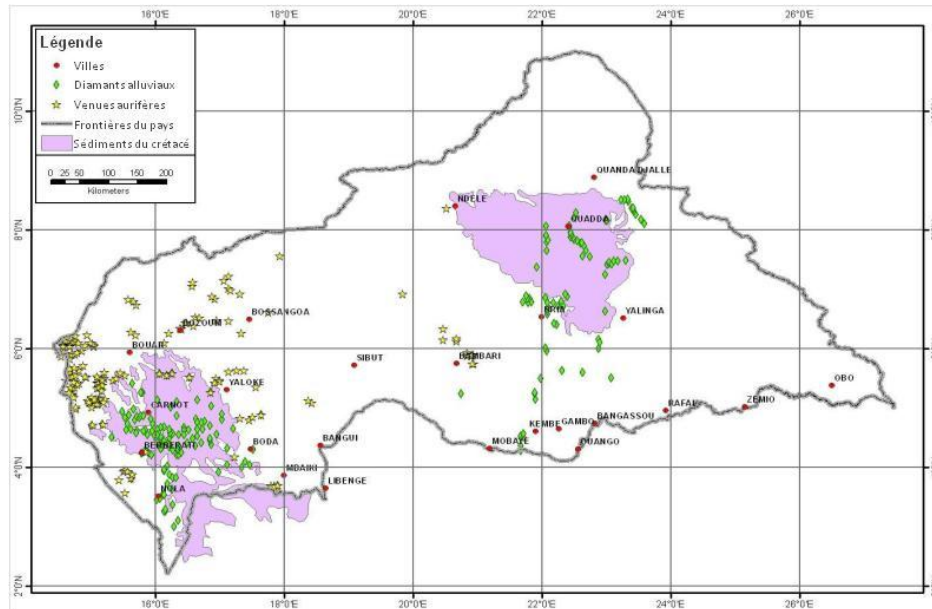 16°0'E 18°0'E 20°0'E 22°0'E 24°0'E 26°0'E
Légende
Villes
Diamants alluviaux
Venues aurifères
Frontières du pays
Sédiments du crétacé
0 25 50 100 150 200
Kilometers
10°0'N
8°0'N
6°0'N
4°0'N
2°0'N
OUANDA DJALLE
NDELE
OUADDA
BOSSANGOA
BOZOUM
BRIA
YALINGA
BOUAR
SIBUT
BAMBARI
YALOKE
OBO
CARNOT
RAFAI
ZEMIO
KEMBE
GAMBO
BANGASSOU
BERBERATI
BODA
BANGUI
MOBAYE
OUANGO
MBAIKI
NOLA
LIBENGE
16°0'E 18°0'E 20°0'E 22°0'E 24°0'E 26°0'E